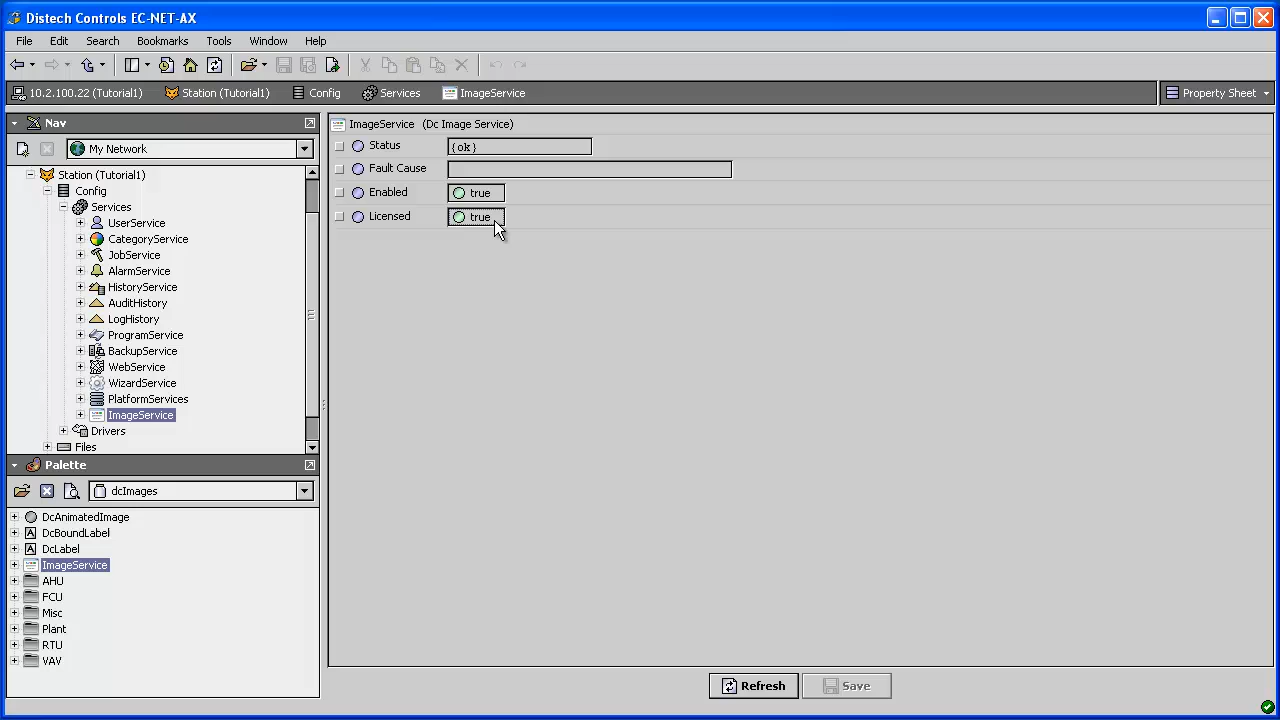 Distech Controls EC-NET-AX
File Edit Search Bookmarks Tools Window Help
10.2.100.22 (Tutorial1) Station (Tutorial1) Config Services ImageService Property Sheet
Nav
My Network
Station (Tutorial1)
Config
Services
UserService
CategoryService
JobService
AlarmService
HistoryService
AuditHistory
LogHistory
ProgramService
BackupService
WebService
WizardService
PlatformServices
ImageService
Drivers
Files
Palette
dcImages
DcAnimatedImage
DcBoundLabel
DcLabel
ImageService
AHU
FCU
Misc
Plant
RTU
VAV
ImageService (Dc Image Service)
Status {ok}
Fault Cause
Enabled true
Licensed true
Refresh Save